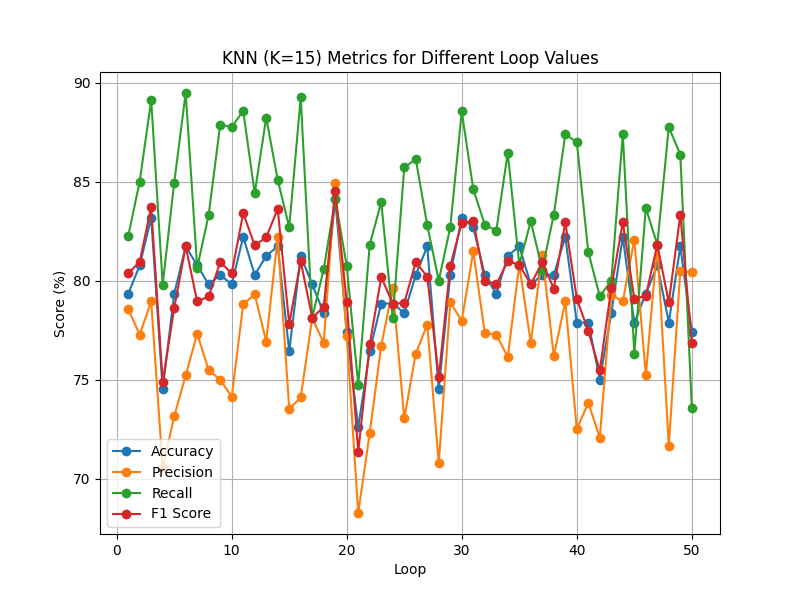 KNN (K=15) Metrics for Different Loop Values
90
85
80
75
70
Score (%)
Accuracy
Precision
Recall
F1 Score
0 10 20 30 40 50
Loop